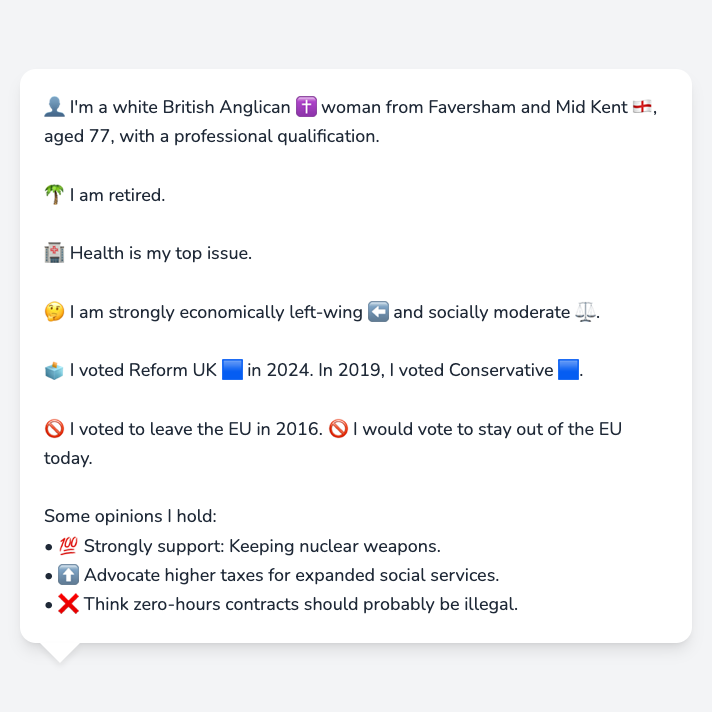 👤 I'm a white British Anglican ✝️ woman from Faversham and Mid Kent 🏴󠁧󠁢󠁥󠁮󠁧󠁿,
aged 77, with a professional qualification.
🌴 I am retired.
🏥 Health is my top issue.
🤔 I am strongly economically left-wing ⬅️ and socially moderate ⚖️.
🗳️ I voted Reform UK 🟦 in 2024. In 2019, I voted Conservative 🟦.
🚫 I voted to leave the EU in 2016. 🚫 I would vote to stay out of the EU
today.
Some opinions I hold:
• 💯 Strongly support: Keeping nuclear weapons.
• ⬆️ Advocate higher taxes for expanded social services.
• ❌ Think zero-hours contracts should probably be illegal.